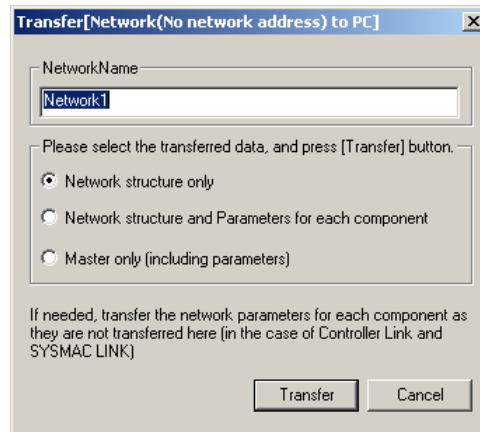 Transfer[Network(No network address) to PC]
NetworkName
Network1
Please select the transferred data, and press [Transfer] button.
Network structure only
Network structure and Parameters for each component
Master only (including parameters)
If needed, transfer the network parameters for each component as
they are not transferred here (in the case of Controller Link and
SYSMAC LINK)
Transfer Cancel